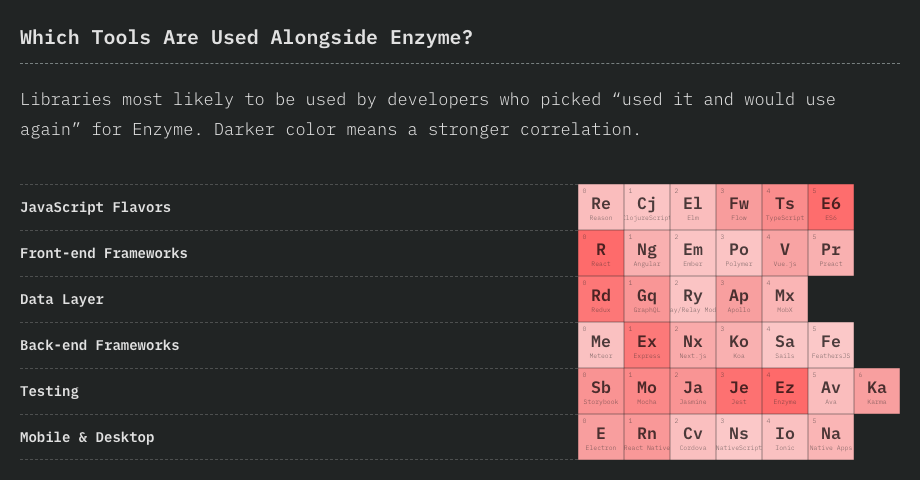 Which Tools Are Used Alongside Enzyme?
Libraries most likely to be used by developers who picked “used it and would use
again” for Enzyme. Darker color means a stronger correlation.
JavaScript Flavors
0 1 2 3 4 5
Re Cj El Fw Ts E6
Reason lojureScript Elm Flow TypeScript ES6
Front-end Frameworks
0 1 2 3 4 5
R Ng Em Po V Pr
React Angular Ember Polymer Vue.js Preact
Data Layer
0 1 2 3 4
Rd Gq Ry Ap Mx
Redux GraphQL ay/Relay Mod Apollo MobX
Back-end Frameworks
0 1 2 3 4 5
Me Ex Nx Ko Sa Fe
Meteor Express Next.js Koa Sails FeathersJS
Testing
0 1 2 3 4 5 6
Sb Mo Ja Je Ez Av Ka
Storybook Mocha Jasmine Jest Enzyme Ava Karma
Mobile & Desktop
0 1 2 3 4 5
E Rn Cv Ns Io Na
Electron React Native Cordova NativeScript Ionic Native Apps